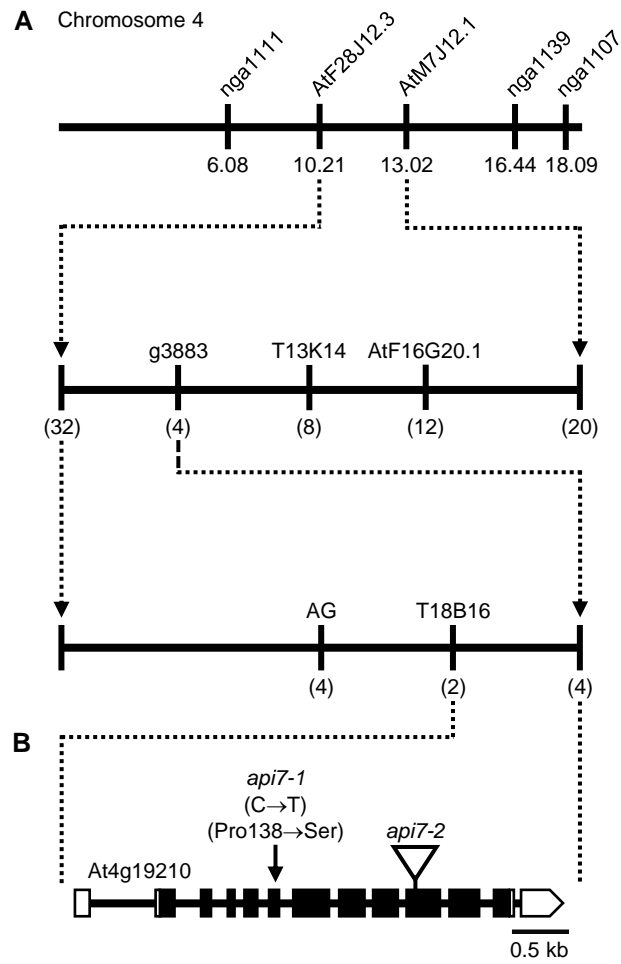 A Chromosome 4
nga1111 AtF28J12.3 AtM7J12.1 nga1139 nga1107
6.08 10.21 13.02 16.44 18.09
g3883 T13K14 AtF16G20.1
(32) (4) (8) (12) (20)
AG T18B16
(4) (2) (4)
B
api7-1
(C→T)
(Pro138→Ser) api7-2
At4g19210
0.5 kb